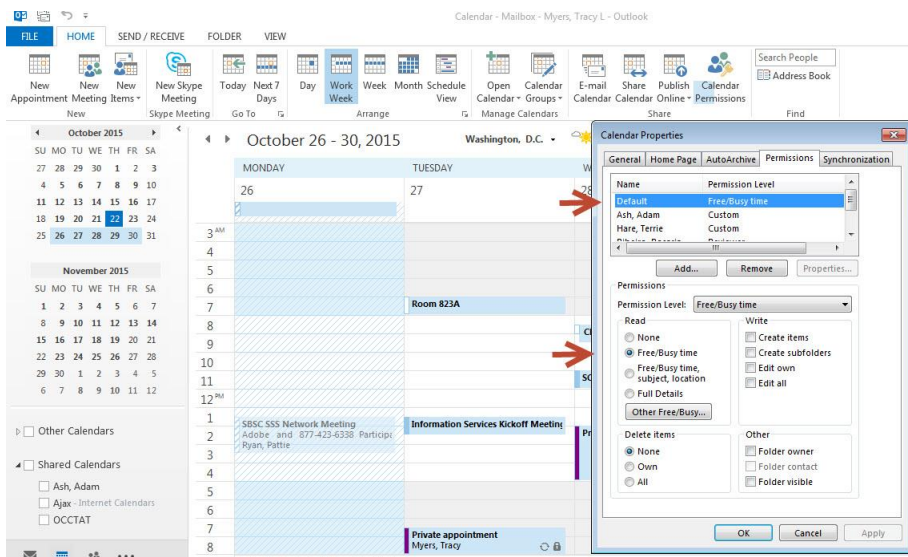 Calendar - Mailbox - Myers, Tracy L - Outlook
FILE HOME SEND / RECEIVE FOLDER VIEW
New Appointment
New Meeting
New Items
New Skype Meeting
Today
Next 7 Days
Day
Work Week
Week
Month
Schedule View
Open Calendar
Calendar Groups
E-mail Calendar
Share Calendar
Publish Online
Calendar Permissions
Search People
Address Book
New
Skype Meeting
Go To
Arrange
Manage Calendars
Share
Find
October 2015
SU MO TU WE TH FR SA
27 28 29 30 1 2 3
4 5 6 7 8 9 10
11 12 13 14 15 16 17
18 19 20 21 22 23 24
25 26 27 28 29 30 31
November 2015
SU MO TU WE TH FR SA
1 2 3 4 5 6 7
8 9 10 11 12 13 14
15 16 17 18 19 20 21
22 23 24 25 26 27 28
29 30 1 2 3 4 5
6 7 8 9 10 11 12
Other Calendars
Shared Calendars
Ash, Adam
Ajax - Internet Calendars
OCCTAT
October 26 - 30, 2015
Washington, D.C.
MONDAY TUESDAY W
26 27 28
3 AM
4
5
6
7
8
9
10
11
12 PM
1
2
3
4
5
6
7
8
SBSC SSS Network Meeting
Adobe and 877-423-6338 Particip
Ryan, Pattie
Room 823A
Information Services Kickoff Meeting
Private appointment
Myers, Tracy
Pr
Calendar Properties
General Home Page AutoArchive Permissions Synchronization
Name Permission Level
Default Free/Busy time
Ash, Adam Custom
Hare, Terrie Custom
Add... Remove Properties...
Permissions
Permission Level: Free/Busy time
Read
None
Free/Busy time
Free/Busy time, subject, location
Full Details
Other Free/Busy...
Write
Create items
Create subfolders
Edit own
Edit all
Delete items
None
Own
All
Other
Folder owner
Folder contact
Folder visible
OK Cancel Apply